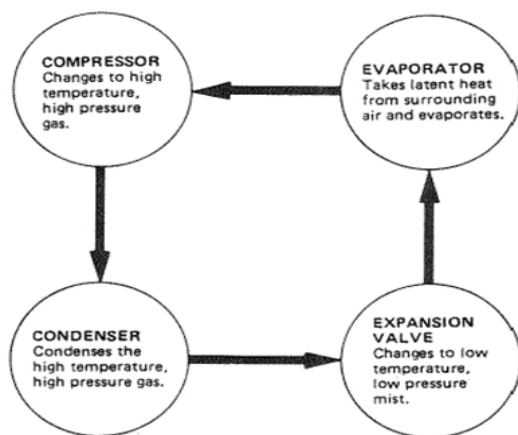 COMPRESSOR
Changes to high
temperature,
high pressure
gas.
EVAPORATOR
Takes latent heat
from surrounding
air and evaporates.
CONDENSER
Condenses the
high temperature,
high pressure gas.
EXPANSION
VALVE
Changes to low
temperature,
low pressure
mist.